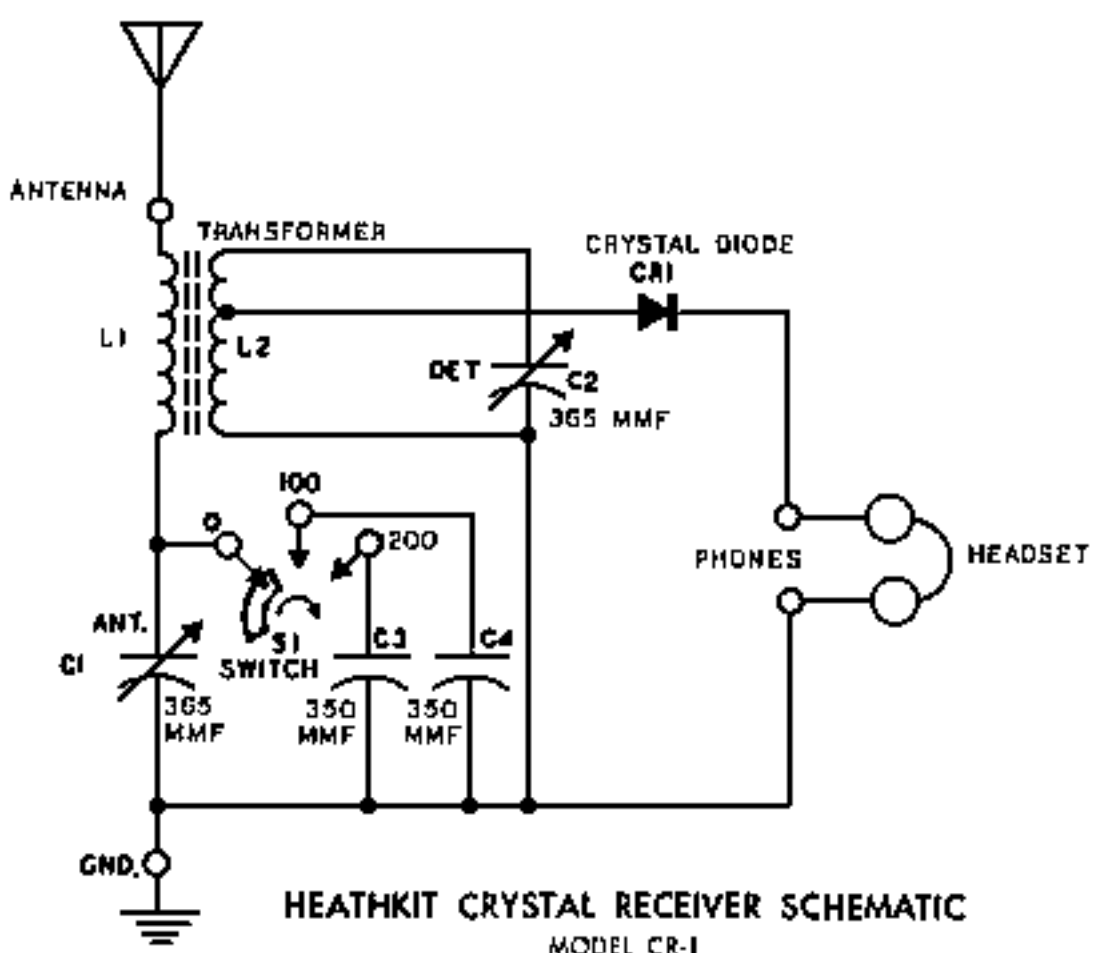 ANTENNA
TRANSFORMER
CRYSTAL DIODE
CR1
L1
L2
DET
C2
365 MMF
100
0
200
PHONES
HEADSET
ANT.
C1
S1
SWITCH
C3
C4
365
MMF
350
MMF
350
MMF
GND.
HEATHKIT CRYSTAL RECEIVER SCHEMATIC
MODEL CR-1